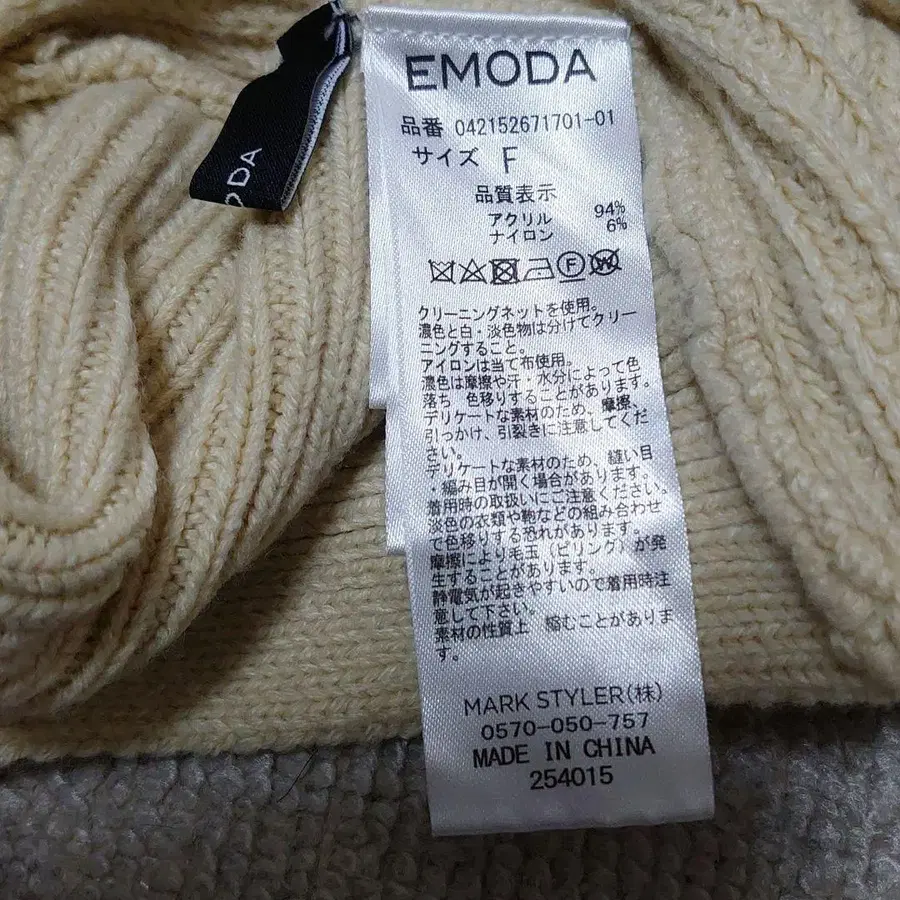 EMODA
品番 042152671701-01
サイズ F
品質表示
アクリル 94%
ナイロン 6%
クリーニングネットを使用。
濃色と白・淡色物は分けてクリー
ニングすること。
アイロンは当て布使用。
濃色は摩擦や汗・水分によって色
落ち 色移りすることがあります。
デリケートな素材のため、摩擦、
引っかけ、引裂きに注意してくだ
さい。
デリケートな素材のため、縫い目
・編み目が開く場合があります。
着用時の取扱いにご注意ください。
淡色の衣類や鞄などの組み合わせ
で色移りする恐れがあります。
摩擦により毛玉（ピリング）が発
生することがあります。
静電気が起きやすいので着用時注
意して下さい。
素材の性質上 縮むことがありま
す。
MARK STYLER(株)
0570-050-757
MADE IN CHINA
254015
ODA